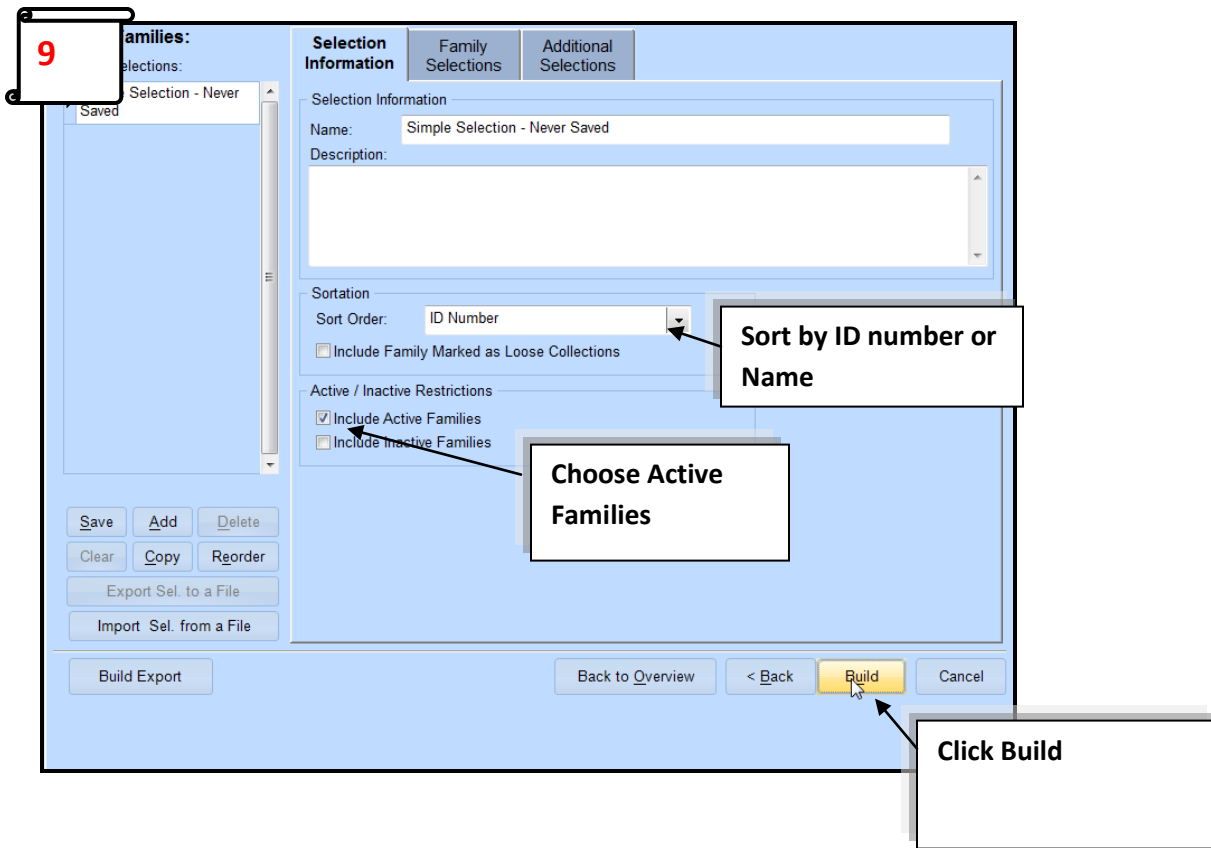 9
amilies:
elections:
Selection - Never
Saved
Selection
Information
Family
Selections
Additional
Selections
Selection Information
Name: Simple Selection - Never Saved
Description:
Sortation
Sort Order: ID Number
Include Family Marked as Loose Collections
Sort by ID number or
Name
Active / Inactive Restrictions
Include Active Families
Include Inactive Families
Choose Active
Families
Save Add Delete
Clear Copy Reorder
Export Sel. to a File
Import Sel. from a File
Build Export Back to Overview < Back Build Cancel
Click Build